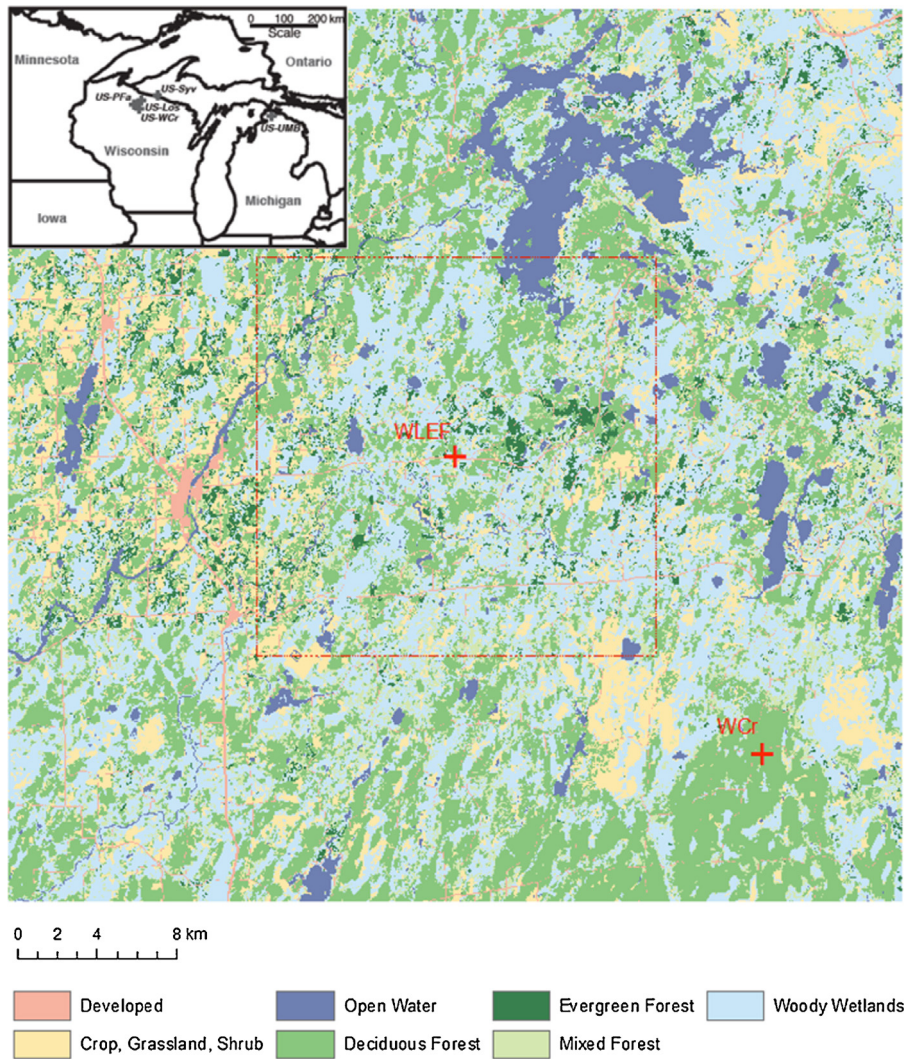 0 100 200 km
Scale
Minnesota
Ontario
US-Syv
US-PFa
US-Los
US-WCr
US-UMB
Wisconsin
Michigan
Iowa
WLEF
WCr
0 2 4 8 km
Developed
Open Water
Evergreen Forest
Woody Wetlands
Crop, Grassland, Shrub
Deciduous Forest
Mixed Forest